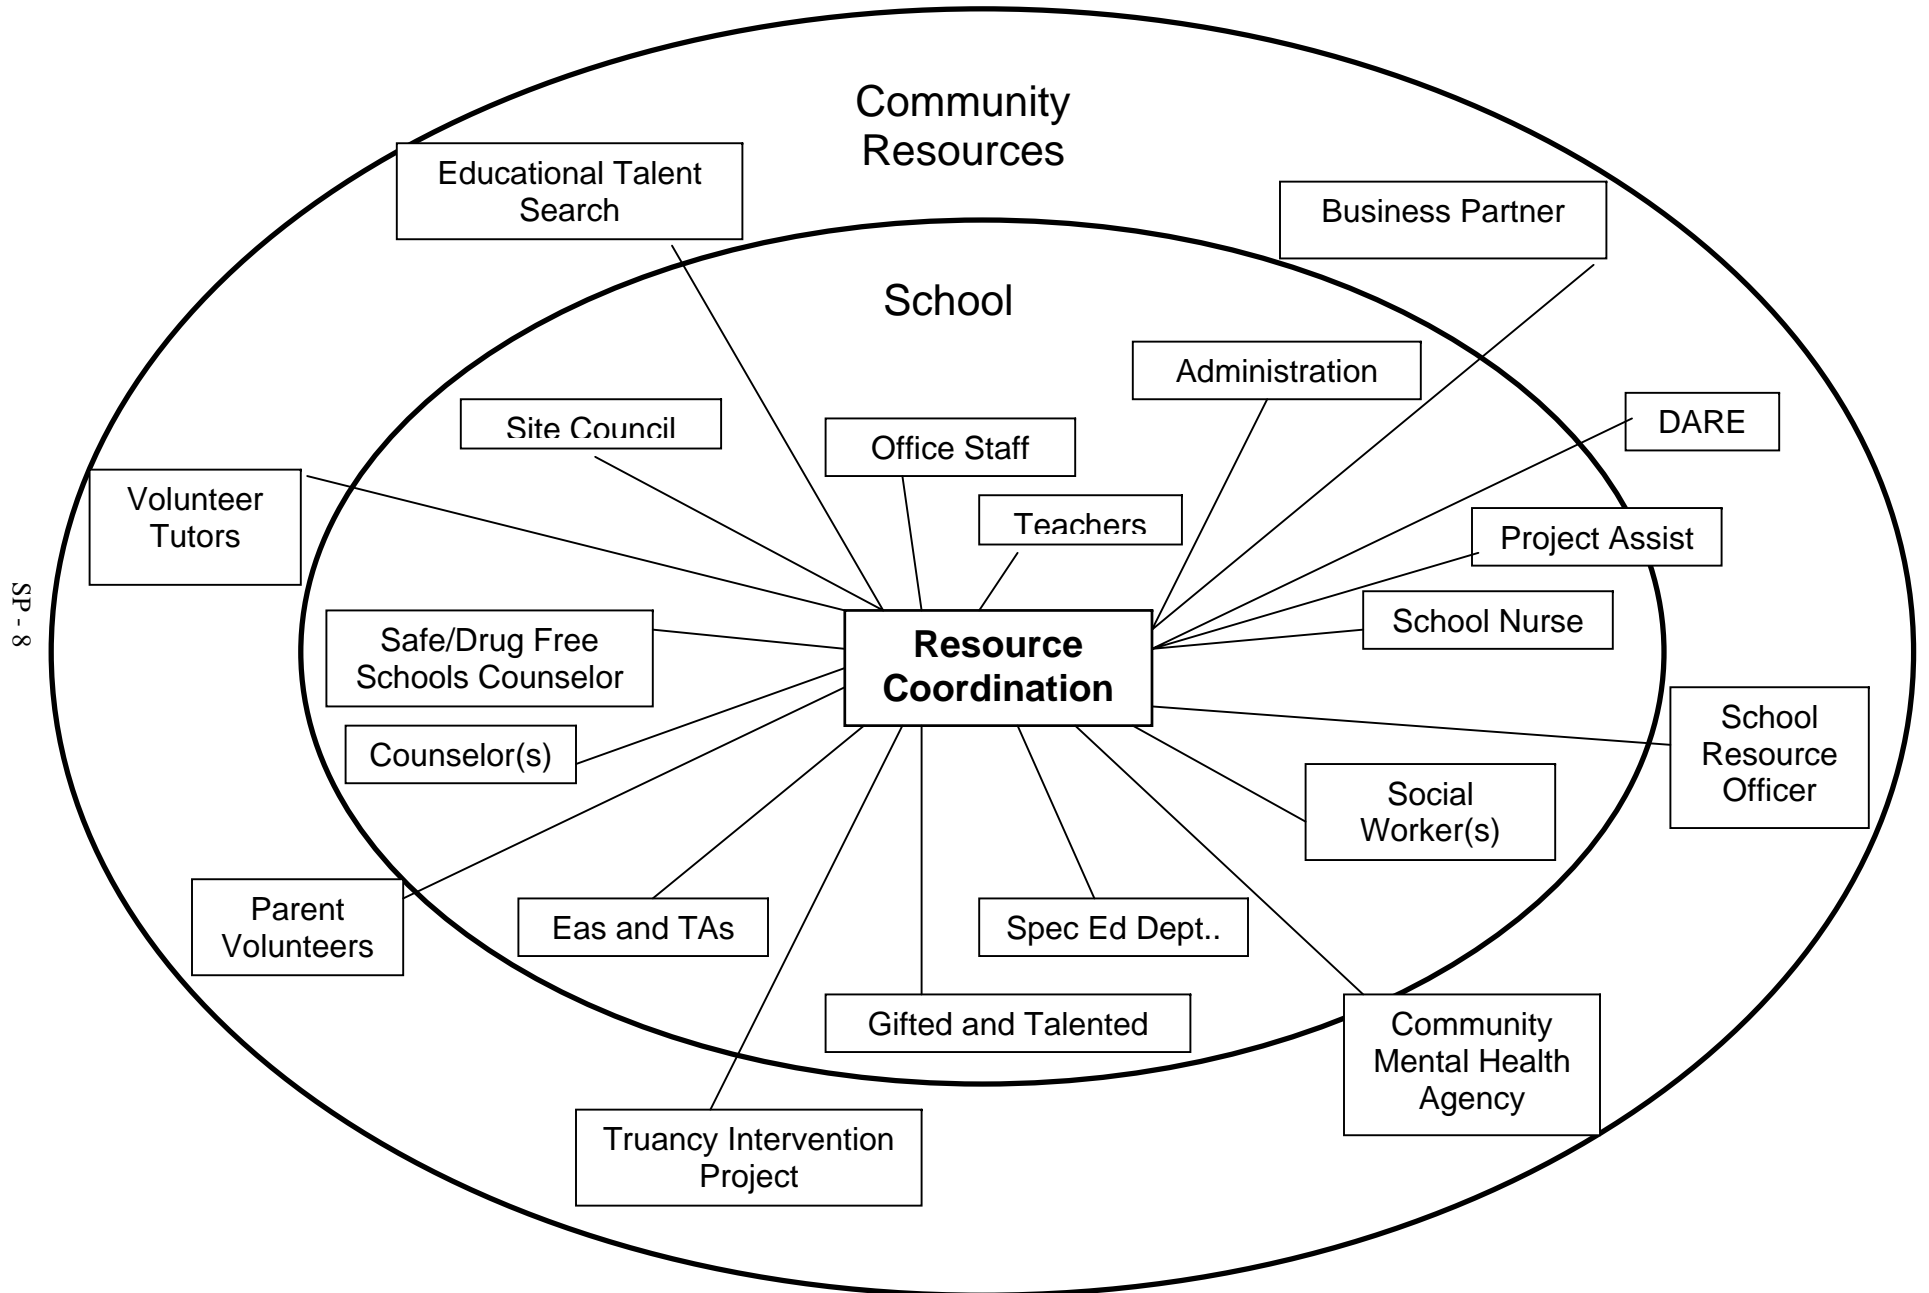 Community
Resources
Educational Talent
Search
Business Partner
School
Administration
Site Council
Office Staff
DARE
Volunteer
Tutors
Teachers
Project Assist
SP - 8
Safe/Drug Free
Schools Counselor
Resource
Coordination
School Nurse
Counselor(s)
School
Resource
Officer
Social
Worker(s)
Parent
Volunteers
Eas and TAs
Spec Ed Dept..
Gifted and Talented
Community
Mental Health
Agency
Truancy Intervention
Project